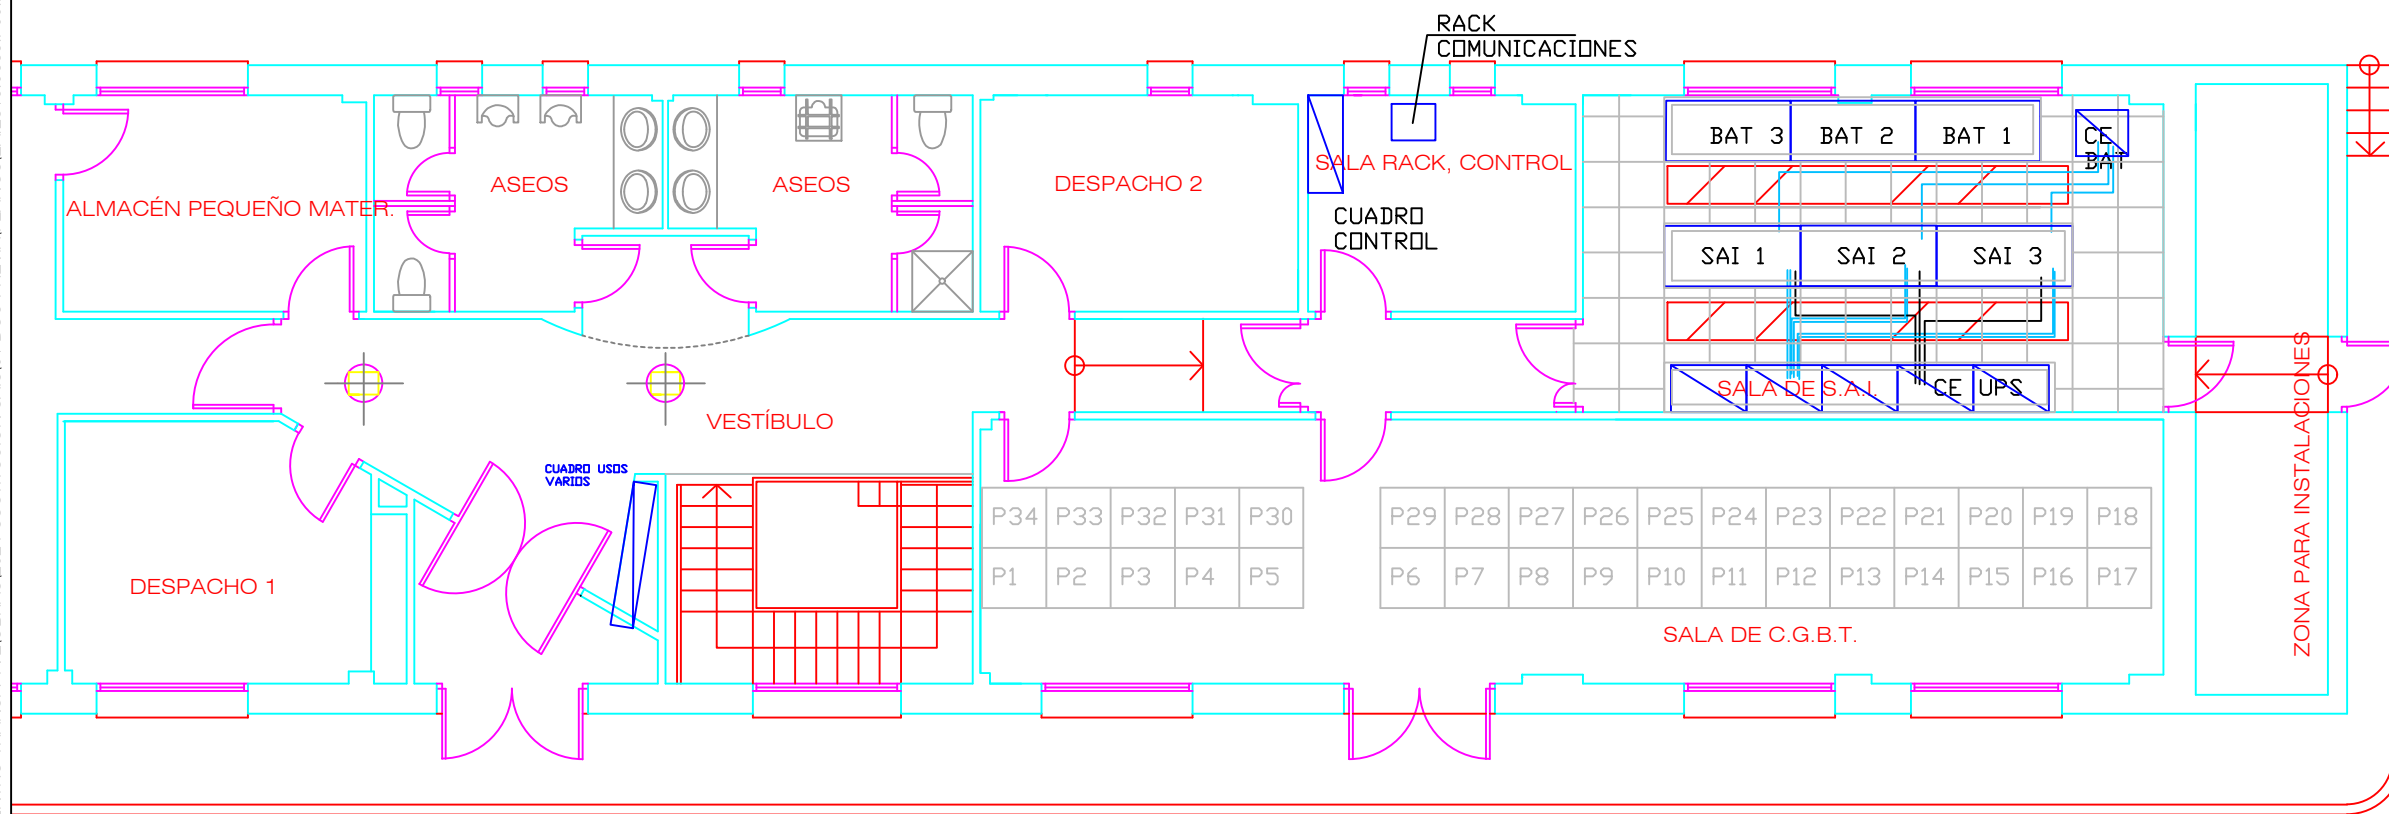 RACK
COMUNICACIONES
BAT 3
BAT 2
BAT 1
CE
BAT
SALA RACK, CONTROL
ASEOS
ASEOS
DESPACHO 2
ALMACÉN PEQUEÑO MATER.
CUADRO
CONTROL
SAI 1
SAI 2
SAI 3
SALA DE S.A.I.
CE UPS
VESTÍBULO
CUADRO USOS
VARIOS
ZONA PARA INSTALACIONES
P34 P33 P32 P31 P30
P29 P28 P27 P26 P25 P24 P23 P22 P21 P20 P19 P18
P1 P2 P3 P4 P5
P6 P7 P8 P9 P10 P11 P12 P13 P14 P15 P16 P17
DESPACHO 1
SALA DE C.G.B.T.